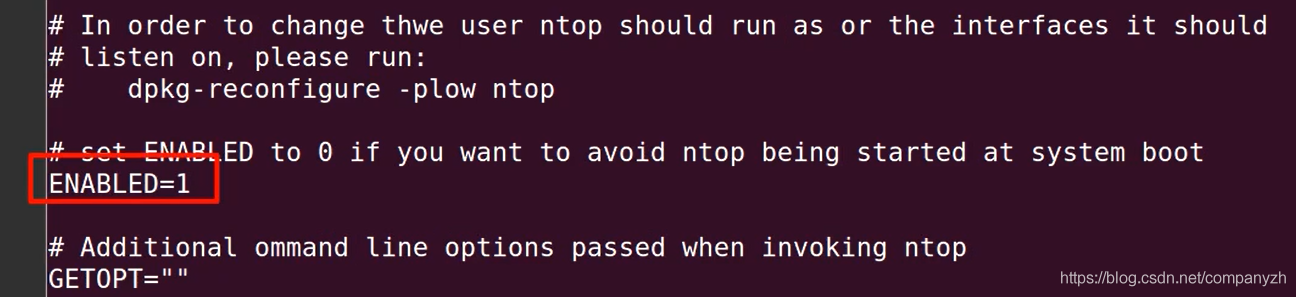 # In order to change thwe user ntop should run as or the interfaces it should
# listen on, please run:
#    dpkg-reconfigure -plow ntop
# set ENABLED to 0 if you want to avoid ntop being started at system boot
ENABLED=1
# Additional ommand line options passed when invoking ntop
GETOPT=""
https://blog.csdn.net/companyzh